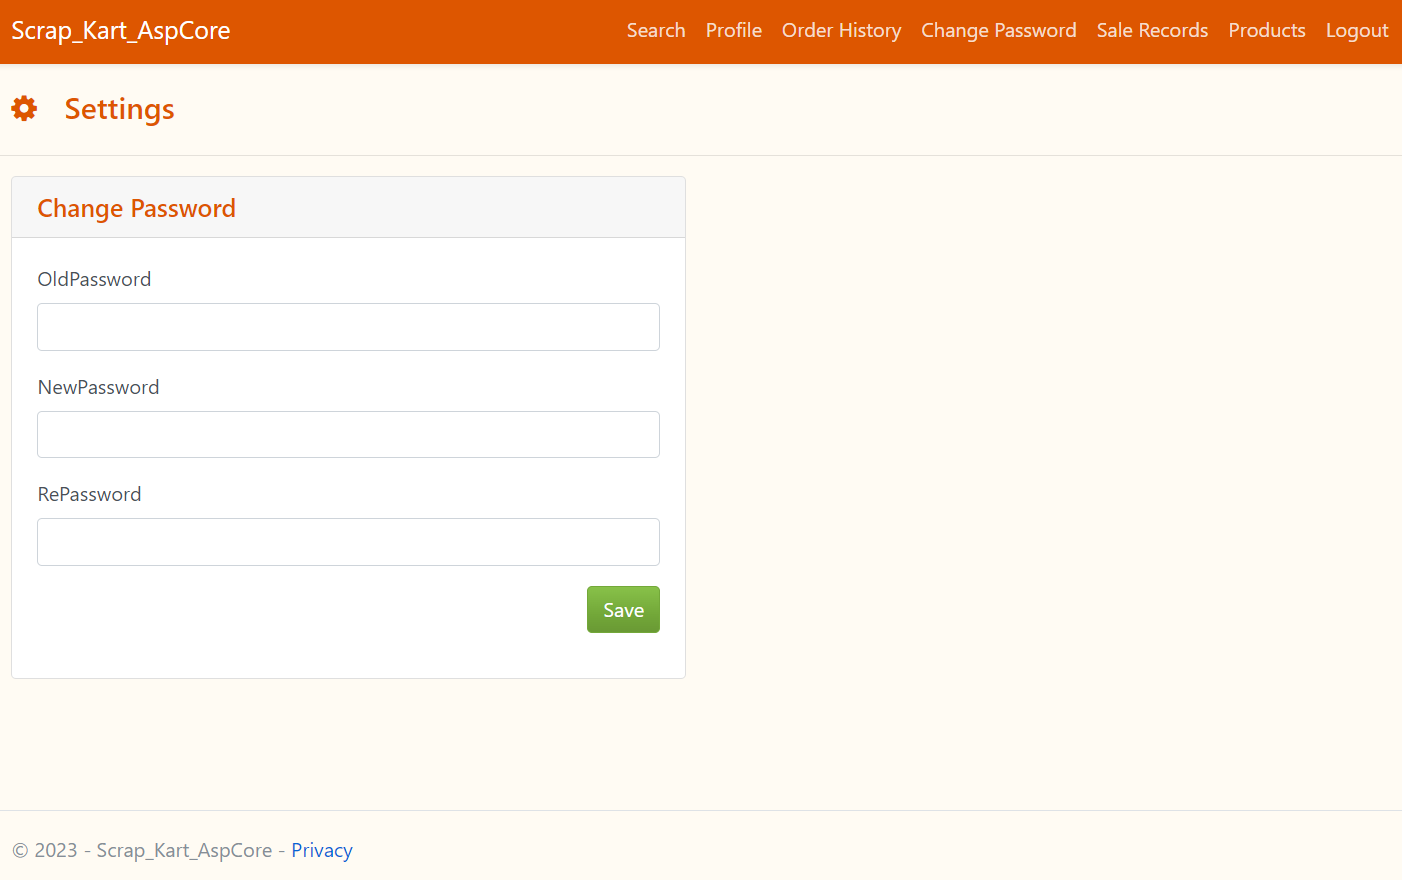 Scrap_Kart_AspCore
Search Profile Order History Change Password Sale Records Products Logout
Settings
Change Password
OldPassword
NewPassword
RePassword
Save
© 2023 - Scrap_Kart_AspCore - Privacy